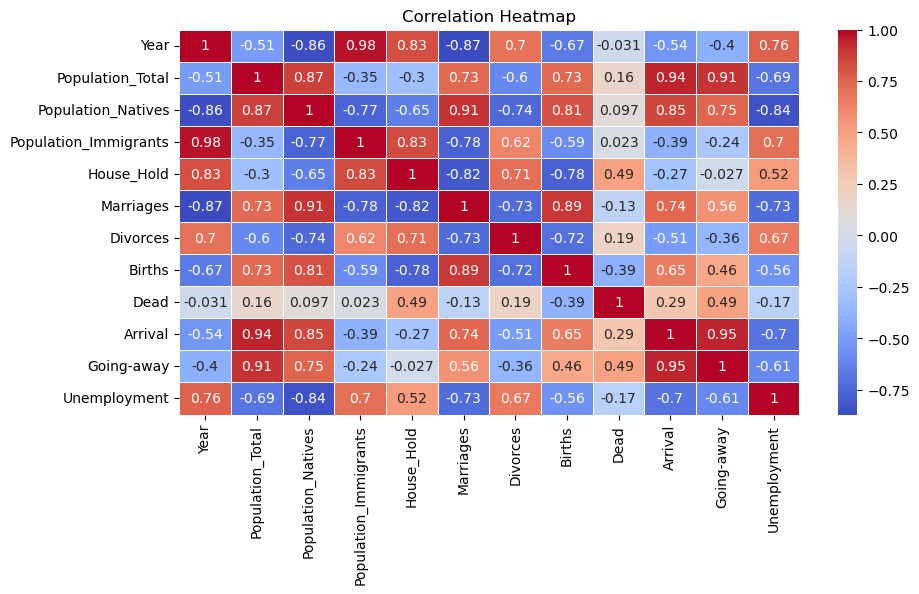 Correlation Heatmap
Year 1 -0.51 -0.86 0.98 0.83 -0.87 0.7 -0.67 -0.031 -0.54 -0.4 0.76
Population_Total -0.51 1 0.87 -0.35 -0.3 0.73 -0.6 0.73 0.16 0.94 0.91 -0.69
Population_Natives -0.86 0.87 1 -0.77 -0.65 0.91 -0.74 0.81 0.097 0.85 0.75 -0.84
Population_Immigrants 0.98 -0.35 -0.77 1 0.83 -0.78 0.62 -0.59 0.023 -0.39 -0.24 0.7
House_Hold 0.83 -0.3 -0.65 0.83 1 -0.82 0.71 -0.78 0.49 -0.27 -0.027 0.52
Marriages -0.87 0.73 0.91 -0.78 -0.82 1 -0.73 0.89 -0.13 0.74 0.56 -0.73
Divorces 0.7 -0.6 -0.74 0.62 0.71 -0.73 1 -0.72 0.19 -0.51 -0.36 0.67
Births -0.67 0.73 0.81 -0.59 -0.78 0.89 -0.72 1 -0.39 0.65 0.46 -0.56
Dead -0.031 0.16 0.097 0.023 0.49 -0.13 0.19 -0.39 1 0.29 0.49 -0.17
Arrival -0.54 0.94 0.85 -0.39 -0.27 0.74 -0.51 0.65 0.29 1 0.95 -0.7
Going-away -0.4 0.91 0.75 -0.24 -0.027 0.56 -0.36 0.46 0.49 0.95 1 -0.61
Unemployment 0.76 -0.69 -0.84 0.7 0.52 -0.73 0.67 -0.56 -0.17 -0.7 -0.61 1
Year
Population_Total
Population_Natives
Population_Immigrants
House_Hold
Marriages
Divorces
Births
Dead
Arrival
Going-away
Unemployment
1.00
0.75
0.50
0.25
0.00
−0.25
−0.50
−0.75